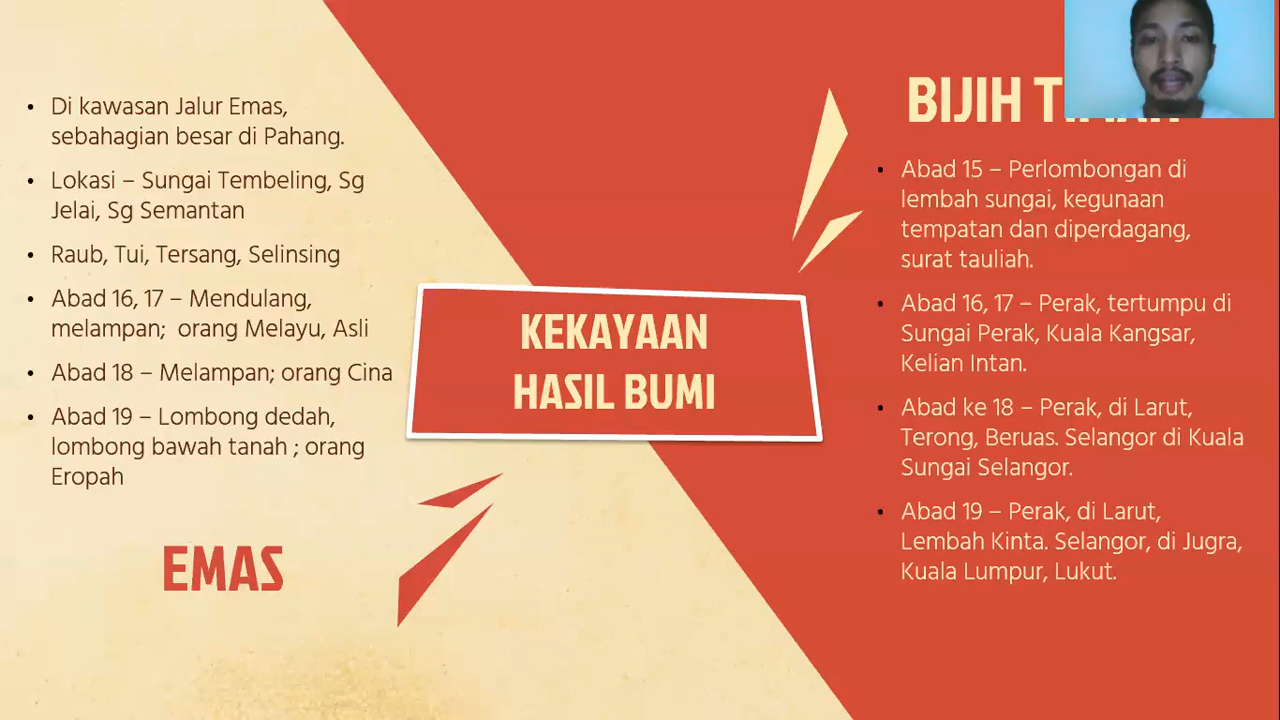 • Di kawasan Jalur Emas,
sebahagian besar di Pahang.
• Lokasi – Sungai Tembeling, Sg
Jelai, Sg Semantan
• Raub, Tui, Tersang, Selinsing
• Abad 16, 17 – Mendulang,
melampan; orang Melayu, Asli
• Abad 18 – Melampan; orang Cina
• Abad 19 – Lombong dedah,
lombong bawah tanah ; orang
Eropah
EMAS
KEKAYAAN
HASIL BUMI
BIJIH
• Abad 15 – Perlombongan di
lembah sungai, kegunaan
tempatan dan diperdagang,
surat tauliah.
• Abad 16, 17 – Perak, tertumpu di
Sungai Perak, Kuala Kangsar,
Kelian Intan.
• Abad ke 18 – Perak, di Larut,
Terong, Beruas. Selangor di Kuala
Sungai Selangor.
• Abad 19 – Perak, di Larut,
Lembah Kinta. Selangor, di Jugra,
Kuala Lumpur, Lukut.